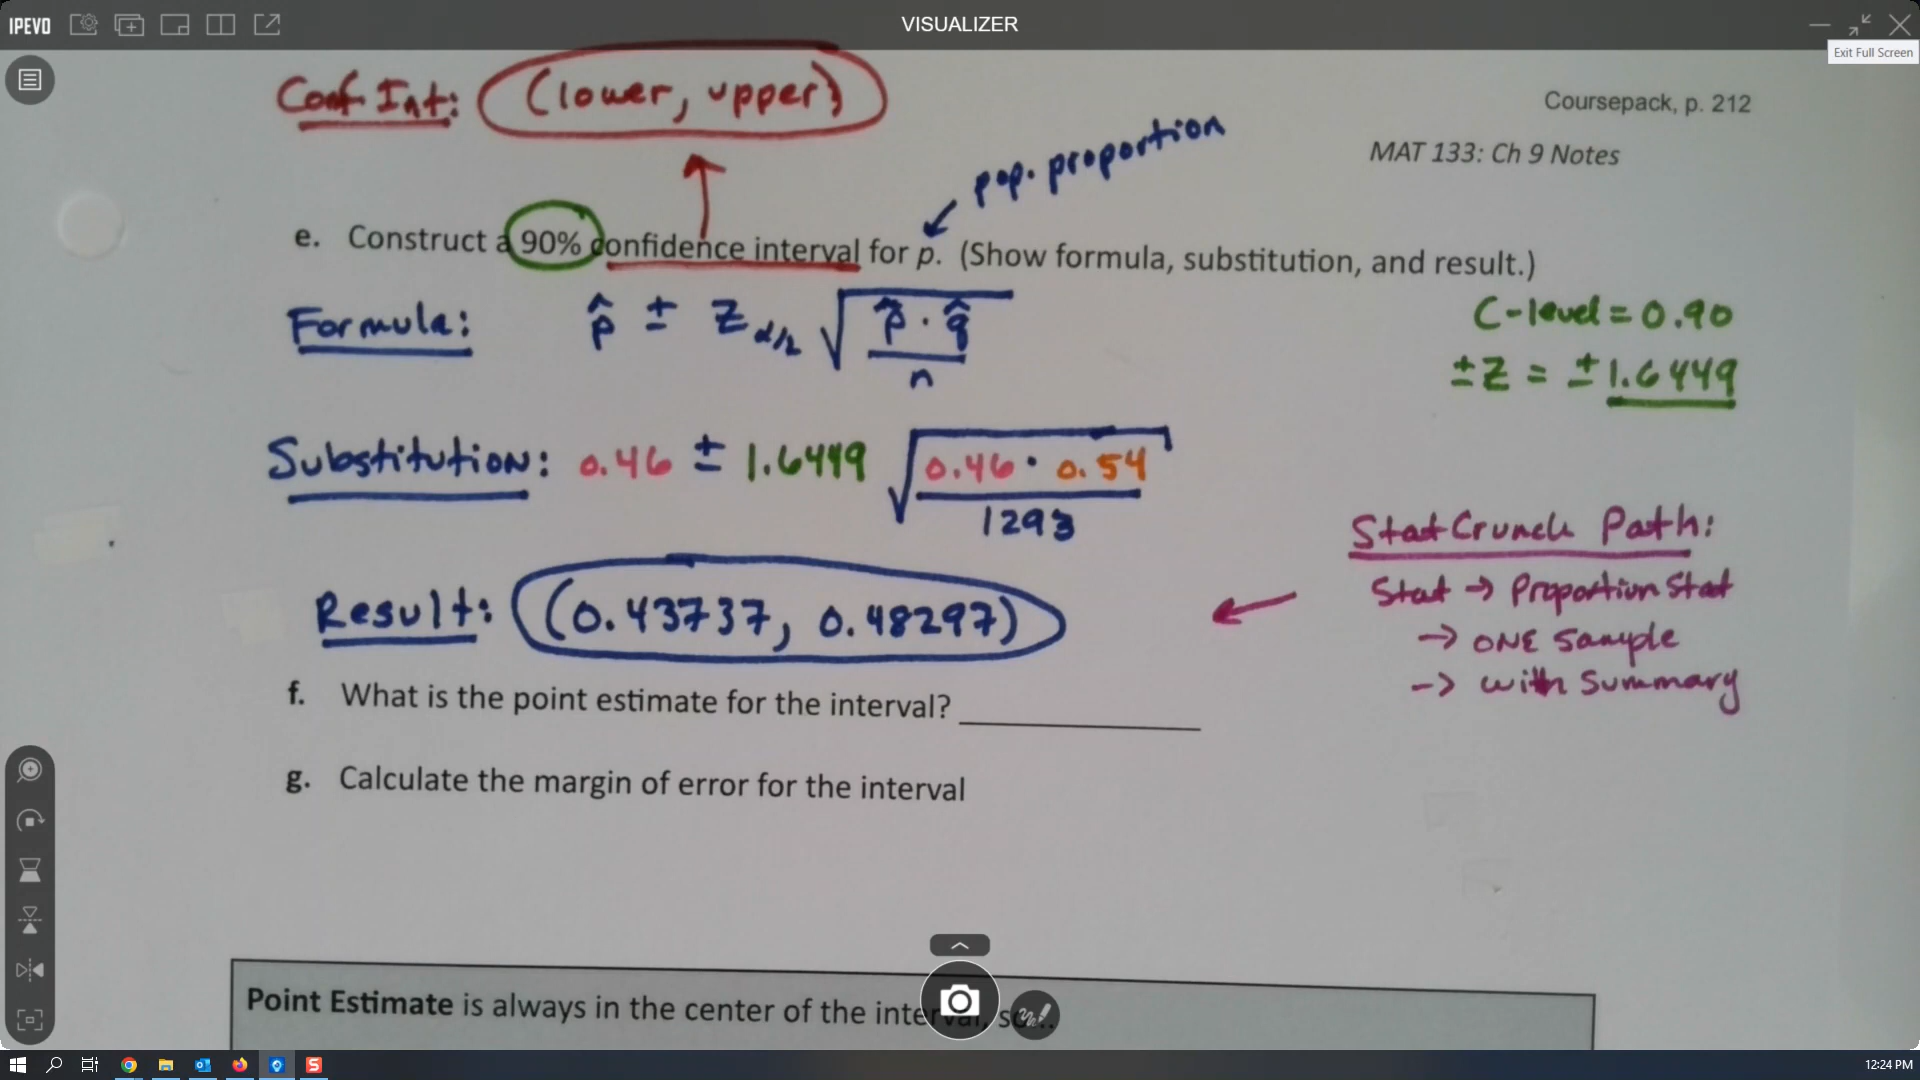 IPEVO
VISUALIZER
Exit Full Screen
Conf. Int: (lower, upper)
Coursepack, p. 212
MAT 133: Ch 9 Notes
pop. proportion
e. Construct a 90% confidence interval for p. (Show formula, substitution, and result.)
Formula: p̂ ± Z α/2 √ p̂ · q̂ / n
C-level = 0.90
±Z = ±1.6449
Substitution: 0.46 ± 1.6449 √ 0.46 · 0.54 / 1293
StatCrunch Path:
Stat → Proportion Stat
→ ONE Sample
→ with Summary
Result: (0.43737, 0.48297)
f. What is the point estimate for the interval? ____________
g. Calculate the margin of error for the interval
Point Estimate is always in the center of the interval, so...
12:24 PM